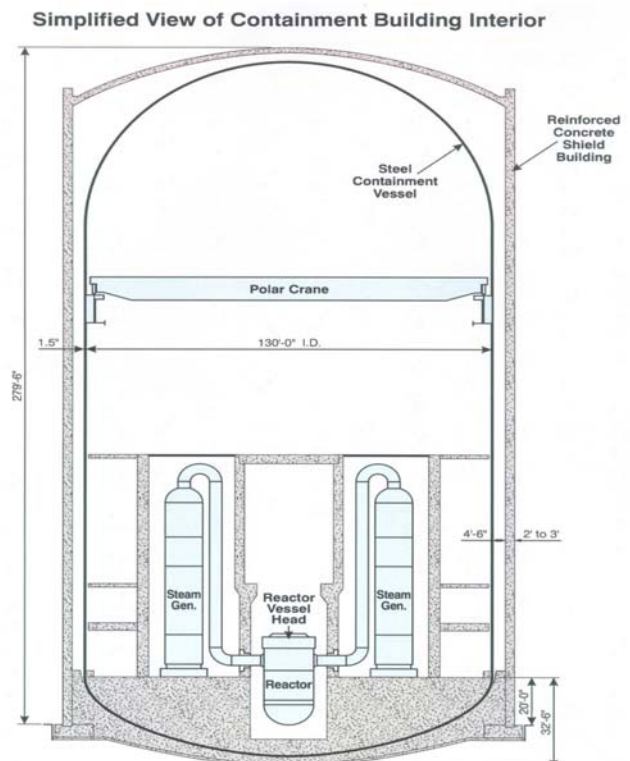 Simplified View of Containment Building Interior
Reinforced
Concrete
Shield
Building
Steel
Containment
Vessel
Polar Crane
1.5"
130'-0" I.D.
279'-6"
4'-6"
2' to 3'
Steam
Gen.
Reactor
Vessel
Head
Steam
Gen.
Reactor
20'-0"
32'-6"